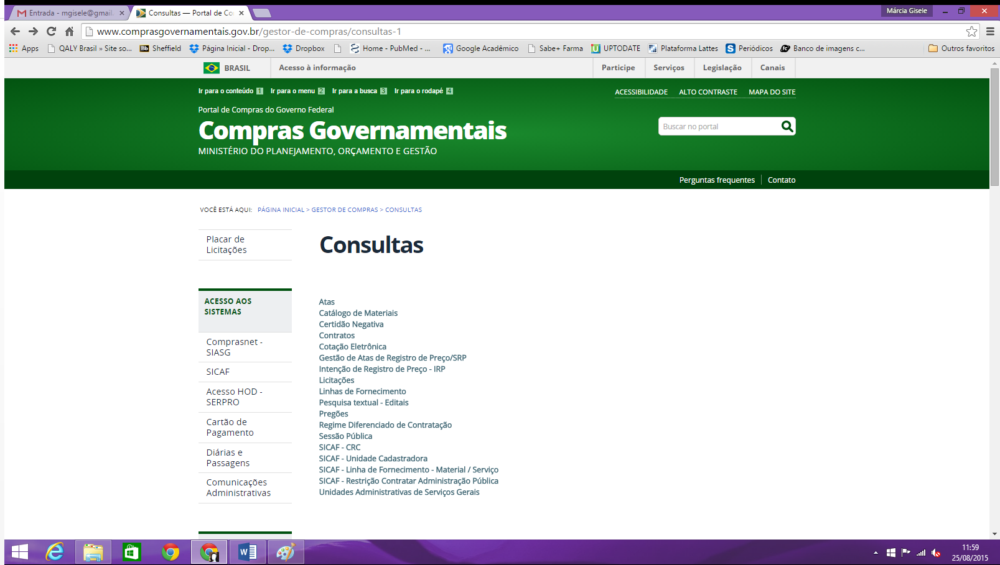 Entrada - mgisele@gmail.
Consultas — Portal de Co
Márcia Gisele
www.comprasgovernamentais.gov.br/gestor-de-compras/consultas-1
Apps QALY Brasil » Site so... Bb Sheffield Página Inicial - Drop... Dropbox Home - PubMed - ... Google Acadêmico Sabe+ Farma UPTODATE Plataforma Lattes Periódicos Banco de imagens c... Outros favoritos
BRASIL Acesso à informação Participe Serviços Legislação Canais
Ir para o conteúdo 1 Ir para o menu 2 Ir para a busca 3 Ir para o rodapé 4
ACESSIBILIDADE ALTO CONTRASTE MAPA DO SITE
Portal de Compras do Governo Federal
Compras Governamentais
MINISTÉRIO DO PLANEJAMENTO, ORÇAMENTO E GESTÃO
Buscar no portal
Perguntas frequentes Contato
VOCÊ ESTÁ AQUI: PÁGINA INICIAL > GESTOR DE COMPRAS > CONSULTAS
Placar de
Licitações
ACESSO AOS
SISTEMAS
Comprasnet -
SIASG
SICAF
Acesso HOD -
SERPRO
Cartão de
Pagamento
Diárias e
Passagens
Comunicações
Administrativas
Consultas
Atas
Catálogo de Materiais
Certidão Negativa
Contratos
Cotação Eletrônica
Gestão de Atas de Registro de Preço/SRP
Intenção de Registro de Preço - IRP
Licitações
Linhas de Fornecimento
Pesquisa textual - Editais
Pregões
Regime Diferenciado de Contratação
Sessão Pública
SICAF - CRC
SICAF - Unidade Cadastradora
SICAF - Linha de Fornecimento - Material / Serviço
SICAF - Restrição Contratar Administração Pública
Unidades Administrativas de Serviços Gerais
11:59
25/08/2015